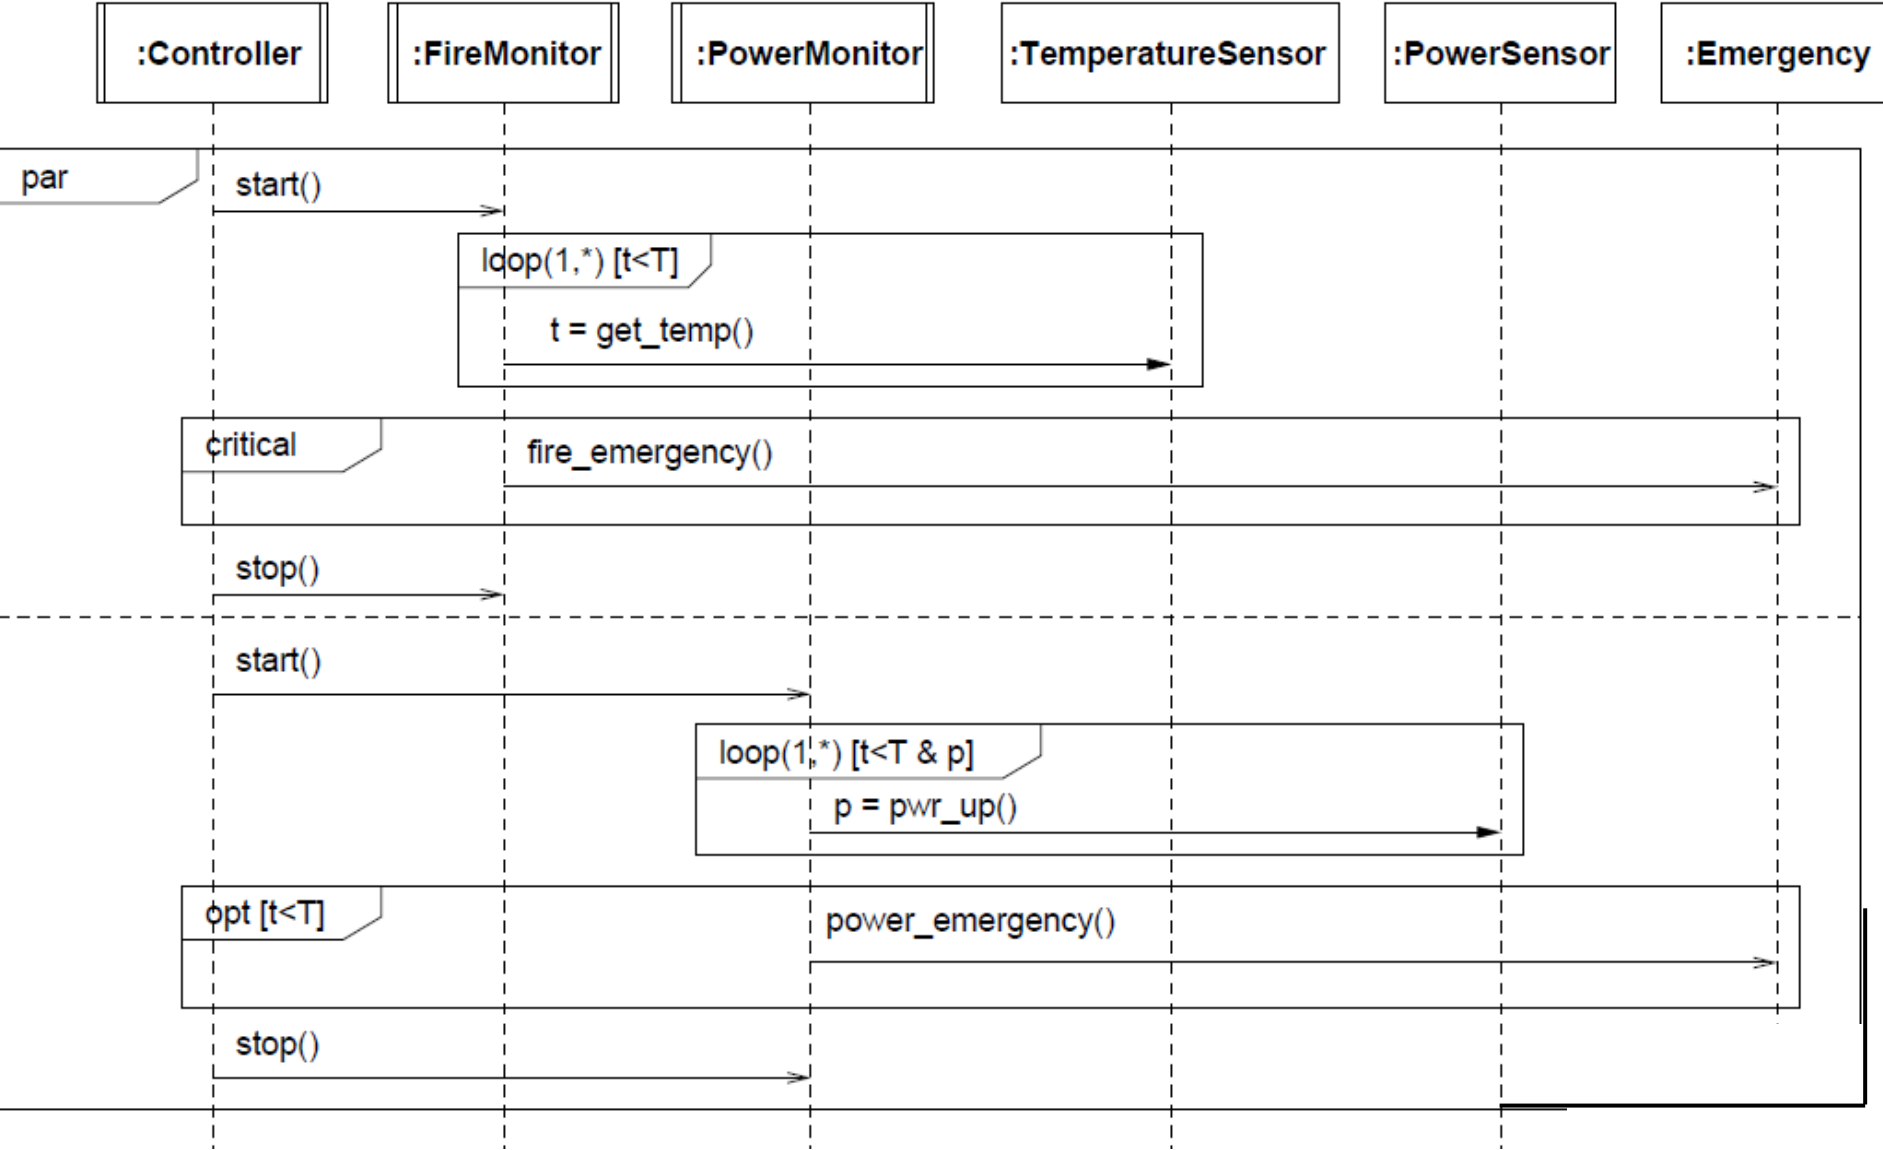 :Controller :FireMonitor :PowerMonitor :TemperatureSensor :PowerSensor :Emergency
par
start()
loop(1,*) [t<T]
t = get_temp()
critical
fire_emergency()
stop()
start()
loop(1,*) [t<T & p]
p = pwr_up()
opt [t<T]
power_emergency()
stop()